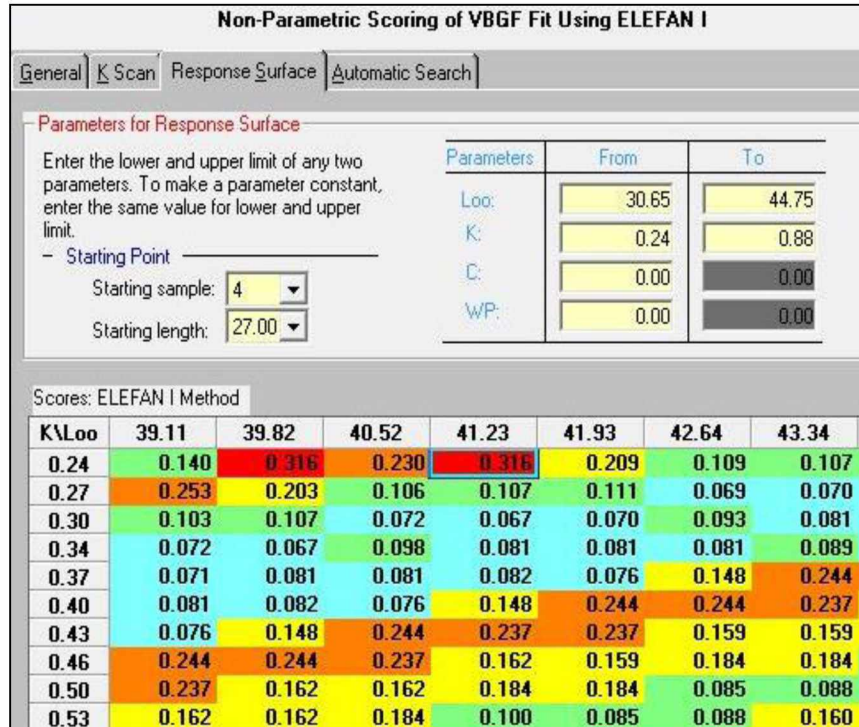 Non-Parametric Scoring of VBGF Fit Using ELEFAN I
General K Scan Response Surface Automatic Search
Parameters for Response Surface
Enter the lower and upper limit of any two
parameters. To make a parameter constant,
enter the same value for lower and upper
limit.
Starting Point
Starting sample: 4
Starting length: 27.00
Parameters From To
Loo: 30.65 44.75
K: 0.24 0.88
C: 0.00 0.00
WP: 0.00 0.00
Scores: ELEFAN I Method
K\Loo 39.11 39.82 40.52 41.23 41.93 42.64 43.34
0.24 0.140 0.316 0.230 0.316 0.209 0.109 0.107
0.27 0.253 0.203 0.106 0.107 0.111 0.069 0.070
0.30 0.103 0.107 0.072 0.067 0.070 0.093 0.081
0.34 0.072 0.067 0.098 0.081 0.081 0.081 0.089
0.37 0.071 0.081 0.081 0.082 0.076 0.148 0.244
0.40 0.081 0.082 0.076 0.148 0.244 0.244 0.237
0.43 0.076 0.148 0.244 0.237 0.237 0.159 0.159
0.46 0.244 0.244 0.237 0.162 0.159 0.184 0.184
0.50 0.237 0.162 0.162 0.184 0.184 0.085 0.088
0.53 0.162 0.162 0.184 0.100 0.085 0.088 0.160